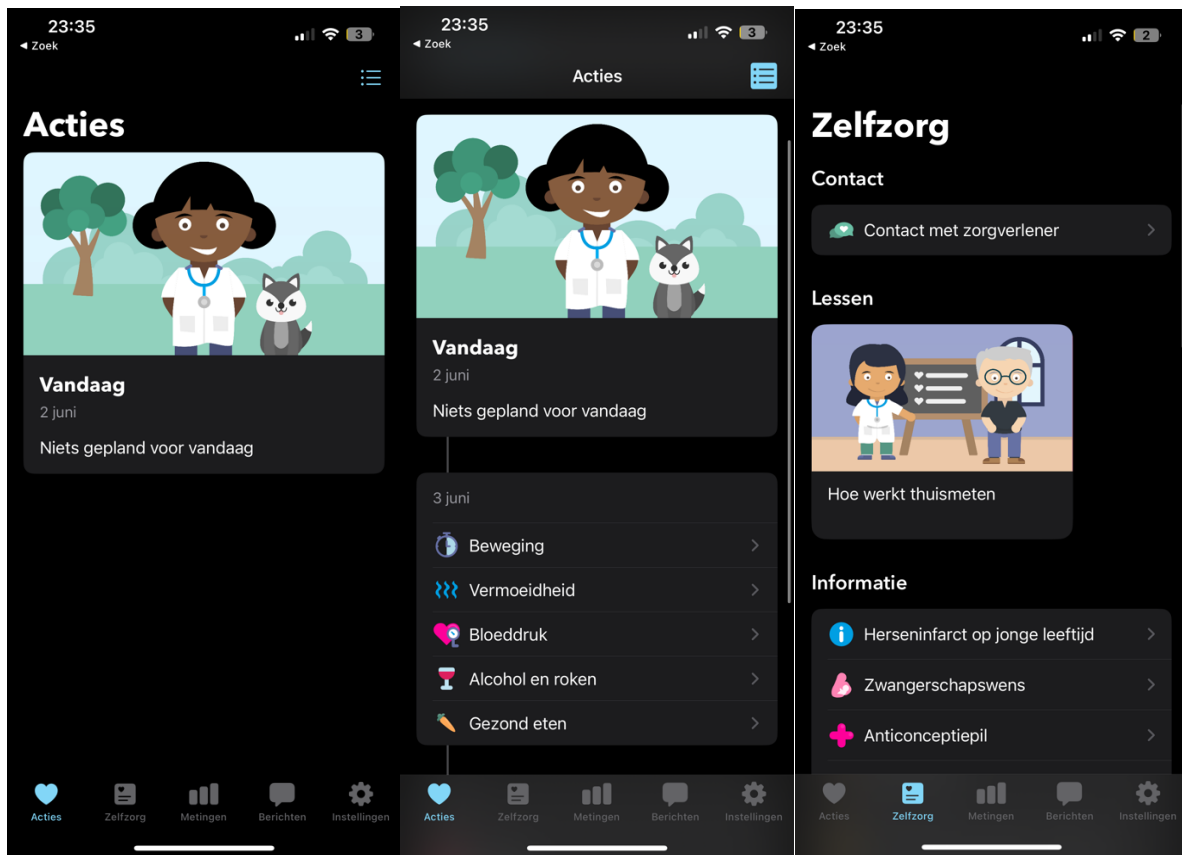 23:35
◀ Zoek
3
Acties
Vandaag
2 juni
Niets gepland voor vandaag
Acties
Zelfzorg
Metingen
Berichten
Instellingen
23:35
◀ Zoek
3
Acties
Vandaag
2 juni
Niets gepland voor vandaag
3 juni
Beweging
Vermoeidheid
Bloeddruk
Alcohol en roken
Gezond eten
Acties
Zelfzorg
Metingen
Berichten
Instellingen
23:35
◀ Zoek
2
Zelfzorg
Contact
Contact met zorgverlener
Lessen
Hoe werkt thuismeten
Informatie
Herseninfarct op jonge leeftijd
Zwangerschapswens
Anticonceptiepil
Acties
Zelfzorg
Metingen
Berichten
Instellingen